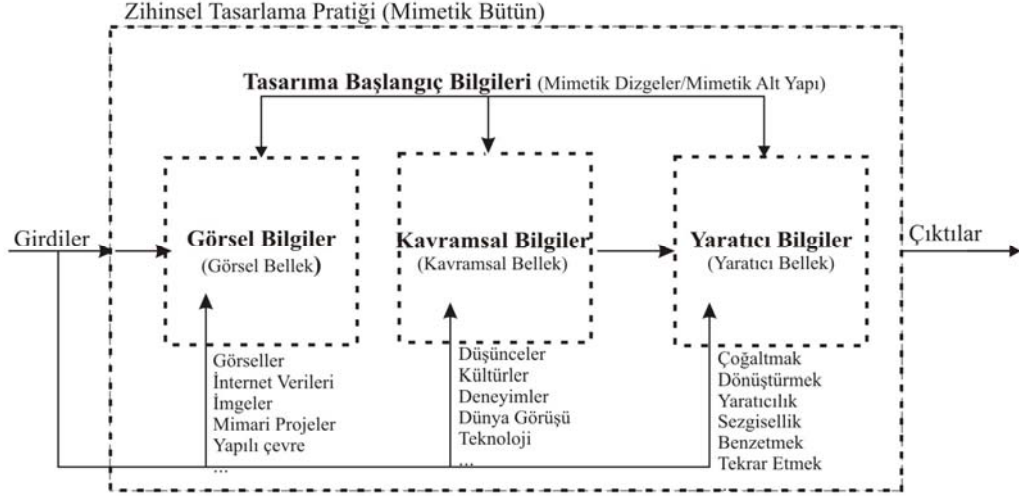 Zihinsel Tasarlama Pratiği (Mimetik Bütün)
Tasarıma Başlangıç Bilgileri (Mimetik Dizgeler/Mimetik Alt Yapı)
Girdiler
Görsel Bilgiler
(Görsel Bellek)
Kavramsal Bilgiler
(Kavramsal Bellek)
Yaratıcı Bilgiler
(Yaratıcı Bellek)
Çıktılar
Görseller
İnternet Verileri
İmgeler
Mimari Projeler
Yapılı çevre
...
Düşünceler
Kültürler
Deneyimler
Dünya Görüşü
Teknoloji
...
Çoğaltmak
Dönüştürmek
Yaratıcılık
Sezgisellik
Benzetmek
Tekrar Etmek